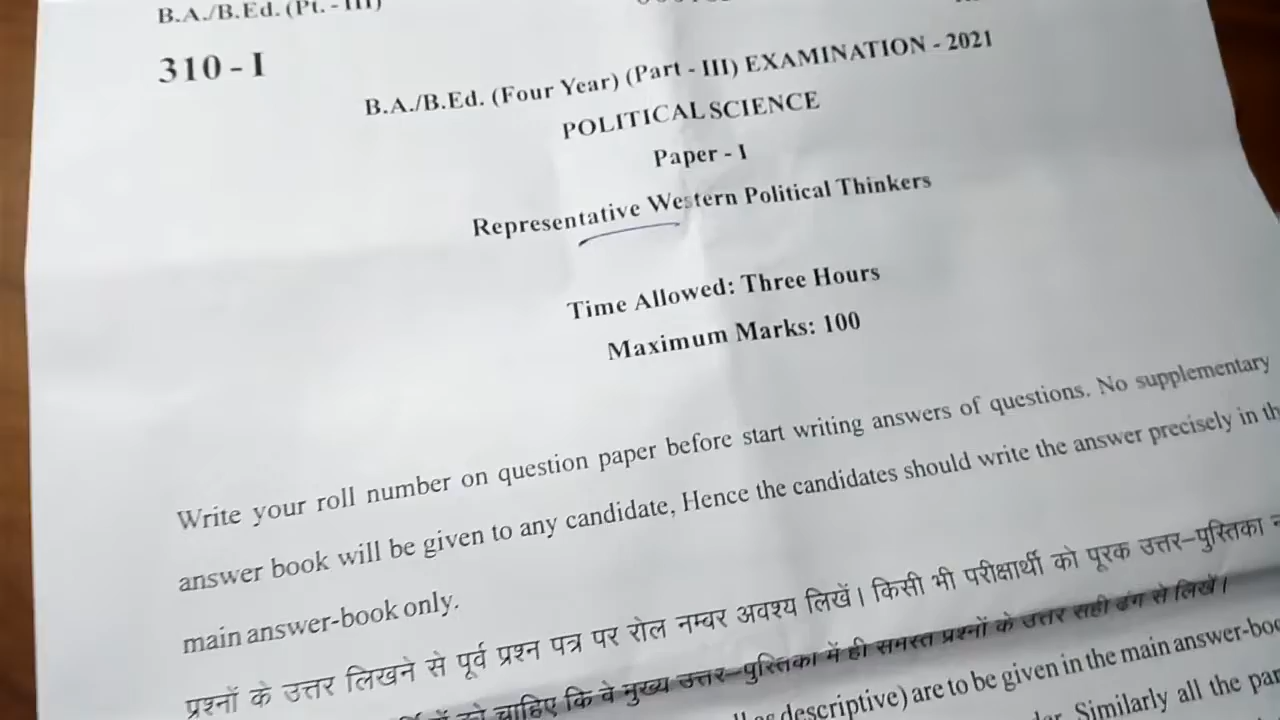 B.A./B.Ed. (Pt. - III)
310 - I
B.A./B.Ed. (Four Year) (Part - III) EXAMINATION - 2021
POLITICAL SCIENCE
Paper - I
Representative Western Political Thinkers
Time Allowed: Three Hours
Maximum Marks: 100
Write your roll number on question paper before start writing answers of questions. No supplementary
answer book will be given to any candidate, Hence the candidates should write the answer precisely in
main answer-book only.
प्रश्नों के उत्तर लिखने से पूर्व प्रश्न पत्र पर रोल नम्बर अवश्य लिखें। किसी भी परीक्षार्थी को पूरक उत्तर-पुस्तिका
चाहिए कि वे मुख्य उत्तर-पुस्तिका में ही समस्त प्रश्नों के उत्तर सही ढंग से लिखें।
descriptive) are to be given in the main answer-
Similarly all the